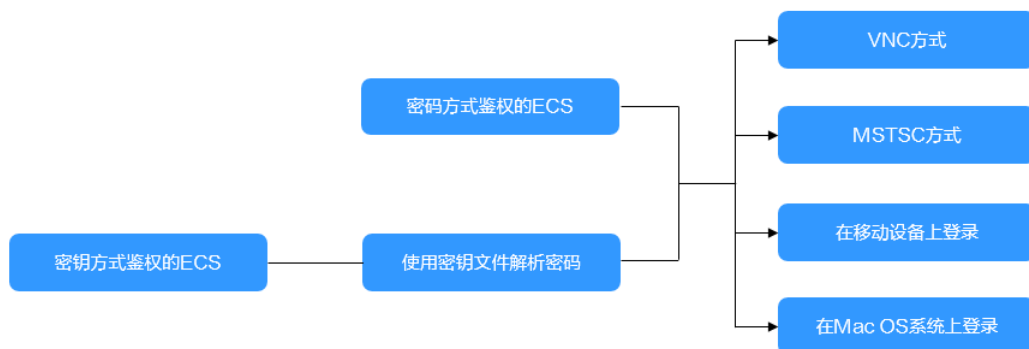 VNC方式
密码方式鉴权的ECS
MSTSC方式
密钥方式鉴权的ECS
使用密钥文件解析密码
在移动设备上登录
在Mac OS系统上登录